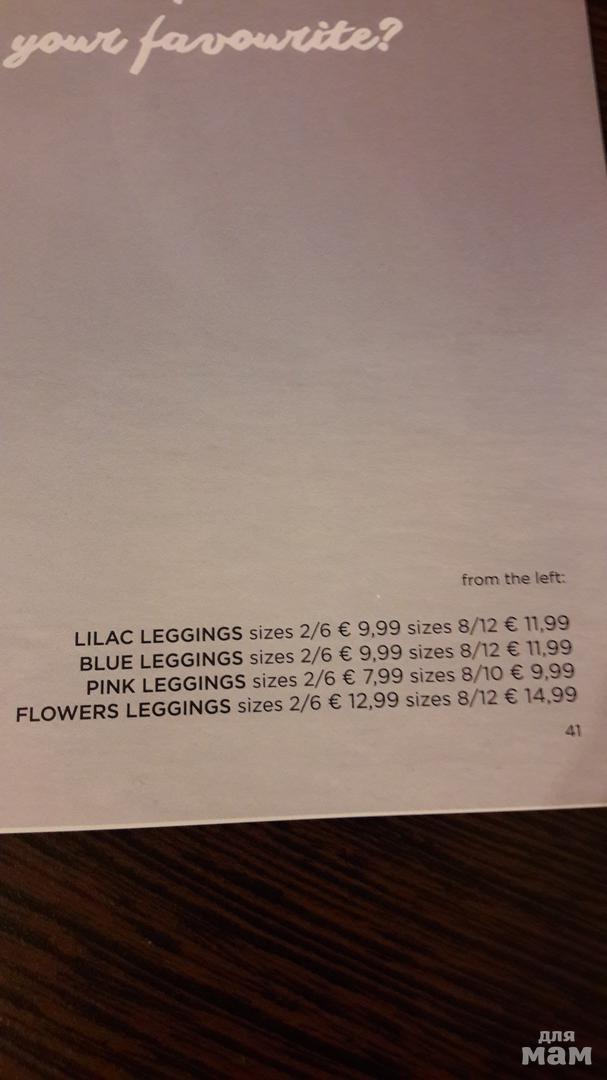 your favourite?
from the left:
LILAC LEGGINGS sizes 2/6 € 9,99 sizes 8/12 € 11,99
BLUE LEGGINGS sizes 2/6 € 9,99 sizes 8/12 € 11,99
PINK LEGGINGS sizes 2/6 € 7,99 sizes 8/10 € 9,99
FLOWERS LEGGINGS sizes 2/6 € 12,99 sizes 8/12 € 14,99
41
для
мам